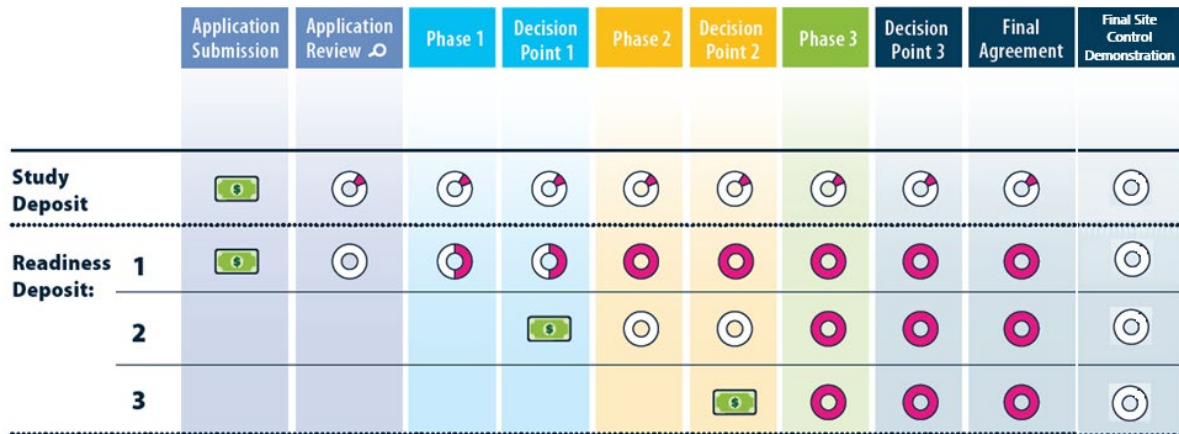 Application Submission
Application Review
Phase 1
Decision Point 1
Phase 2
Decision Point 2
Phase 3
Decision Point 3
Final Agreement
Final Site Control Demonstration
Study Deposit
$
Readiness Deposit:
1
$
2
$
3
$